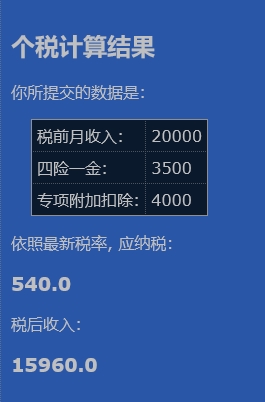 个税计算结果
你所提交的数据是：
税前月收入： 20000
四险一金： 3500
专项附加扣除： 4000
依照最新税率, 应纳税：
540.0
税后收入：
15960.0